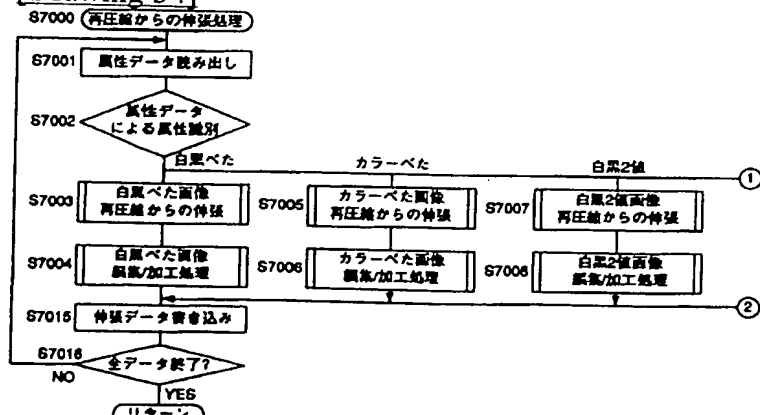 S7000 再圧縮からの伸張処理
S7001 属性データ読み出し
S7002 属性データ
による属性識別
白黒べた
カラーべた
白黒2値
①
S7003 白黒べた画像
再圧縮からの伸張
S7005 カラーべた画像
再圧縮からの伸張
S7007 白黒2値画像
再圧縮からの伸張
S7004 白黒べた画像
編集/加工処理
S7006 カラーべた画像
編集/加工処理
S7006 白黒2値画像
編集/加工処理
②
S7015 伸張データ書き込み
S7016 全データ終了?
NO
YES
リターン